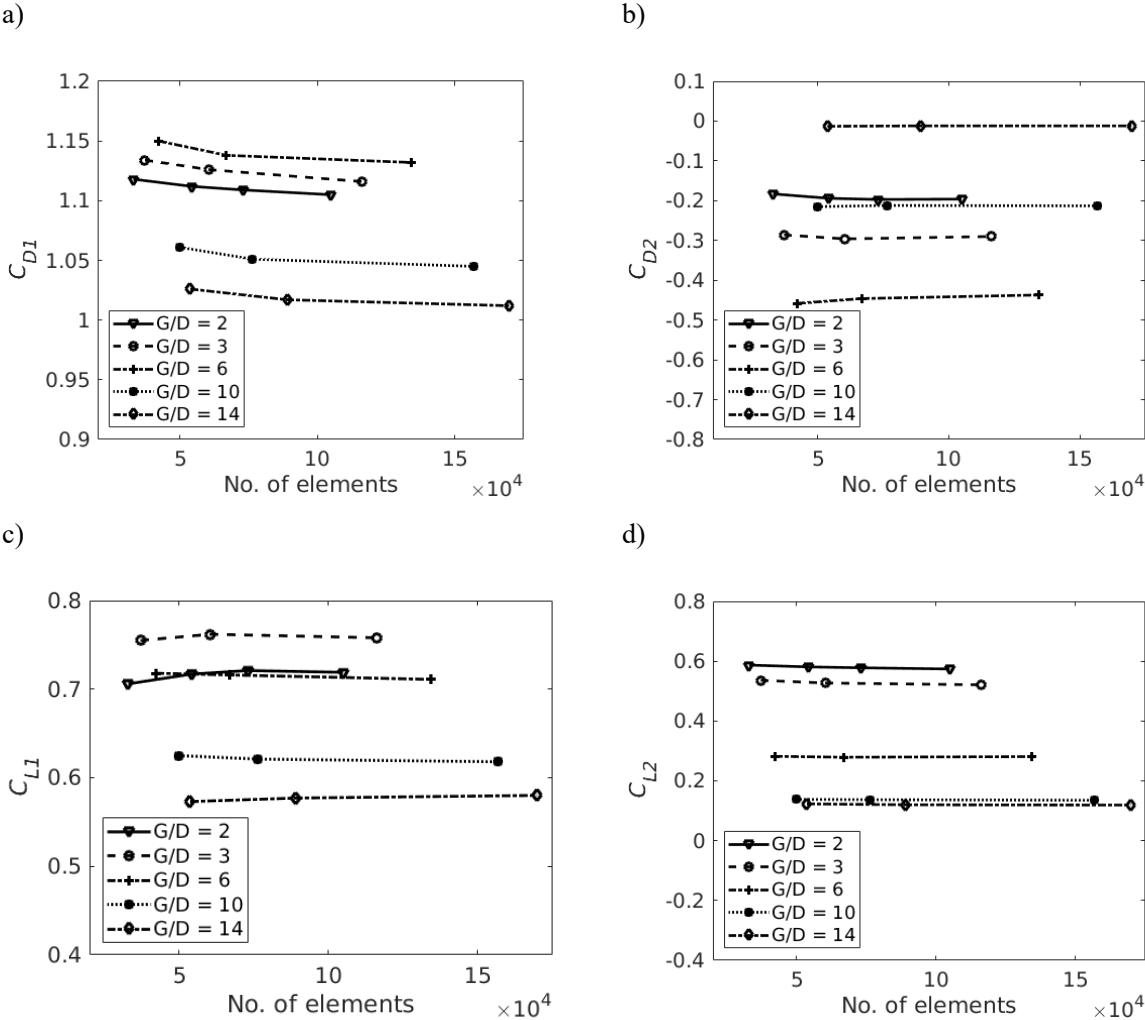 a)
1.2
1.15
1.1
1.05
1
0.95
0.9
C_D1
G/D = 2
G/D = 3
G/D = 6
G/D = 10
G/D = 14
5 10 15
No. of elements ×10^4
b)
0.1
0
-0.1
-0.2
-0.3
-0.4
-0.5
-0.6
-0.7
-0.8
C_D2
G/D = 2
G/D = 3
G/D = 6
G/D = 10
G/D = 14
5 10 15
No. of elements ×10^4
c)
0.8
0.7
0.6
0.5
0.4
C_L1
G/D = 2
G/D = 3
G/D = 6
G/D = 10
G/D = 14
5 10 15
No. of elements ×10^4
d)
0.8
0.6
0.4
0.2
0
-0.2
-0.4
C_L2
G/D = 2
G/D = 3
G/D = 6
G/D = 10
G/D = 14
5 10 15
No. of elements ×10^4